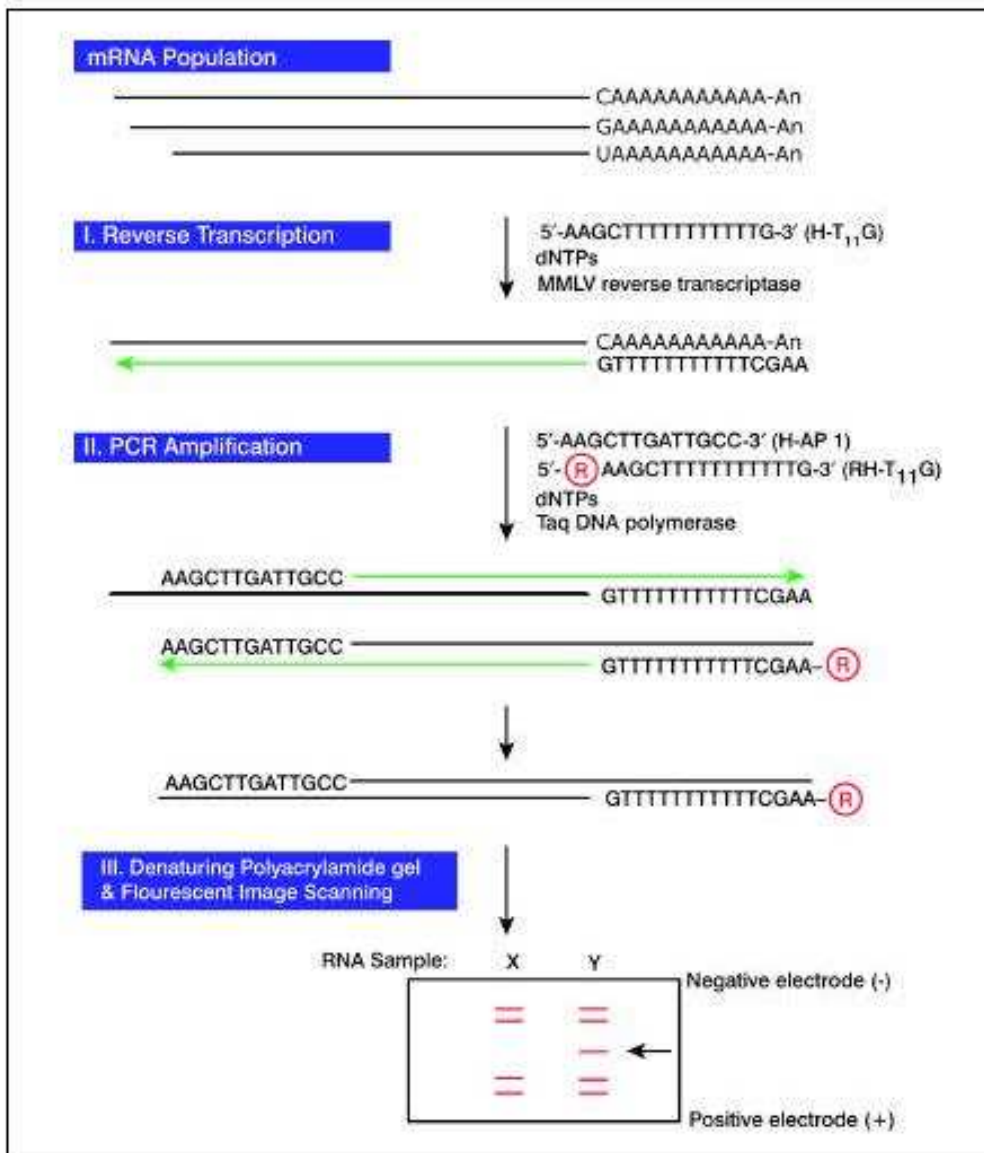 mRNA Population
CAAAAAAAAAAA-An
GAAAAAAAAAAA-An
UAAAAAAAAAAA-An
I. Reverse Transcription
5′-AAGCTTTTTTTTTTTG-3′ (H-T₁₁G)
dNTPs
MMLV reverse transcriptase
CAAAAAAAAAAA-An
GTTTTTTTTTTTCGAA
II. PCR Amplification
5′-AAGCTTGATTGCC-3′ (H-AP 1)
5′-R AAGCTTTTTTTTTTTG-3′ (RH-T₁₁G)
dNTPs
Taq DNA polymerase
AAGCTTGATTGCC
GTTTTTTTTTTTCGAA
AAGCTTGATTGCC
GTTTTTTTTTTTCGAA–R
AAGCTTGATTGCC
GTTTTTTTTTTTCGAA–R
III. Denaturing Polyacrylamide gel
& Flourescent Image Scanning
RNA Sample: X Y
Negative electrode (-)
Positive electrode (+)